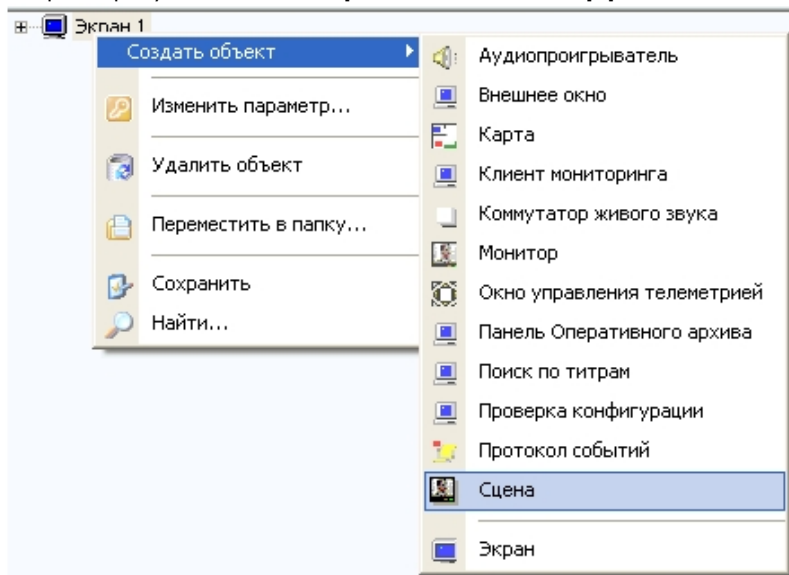 Экран 1
Создать объект
Изменить параметр...
Удалить объект
Переместить в папку...
Сохранить
Найти...
Аудиопроигрыватель
Внешнее окно
Карта
Клиент мониторинга
Коммутатор живого звука
Монитор
Окно управления телеметрией
Панель Оперативного архива
Поиск по титрам
Проверка конфигурации
Протокол событий
Сцена
Экран